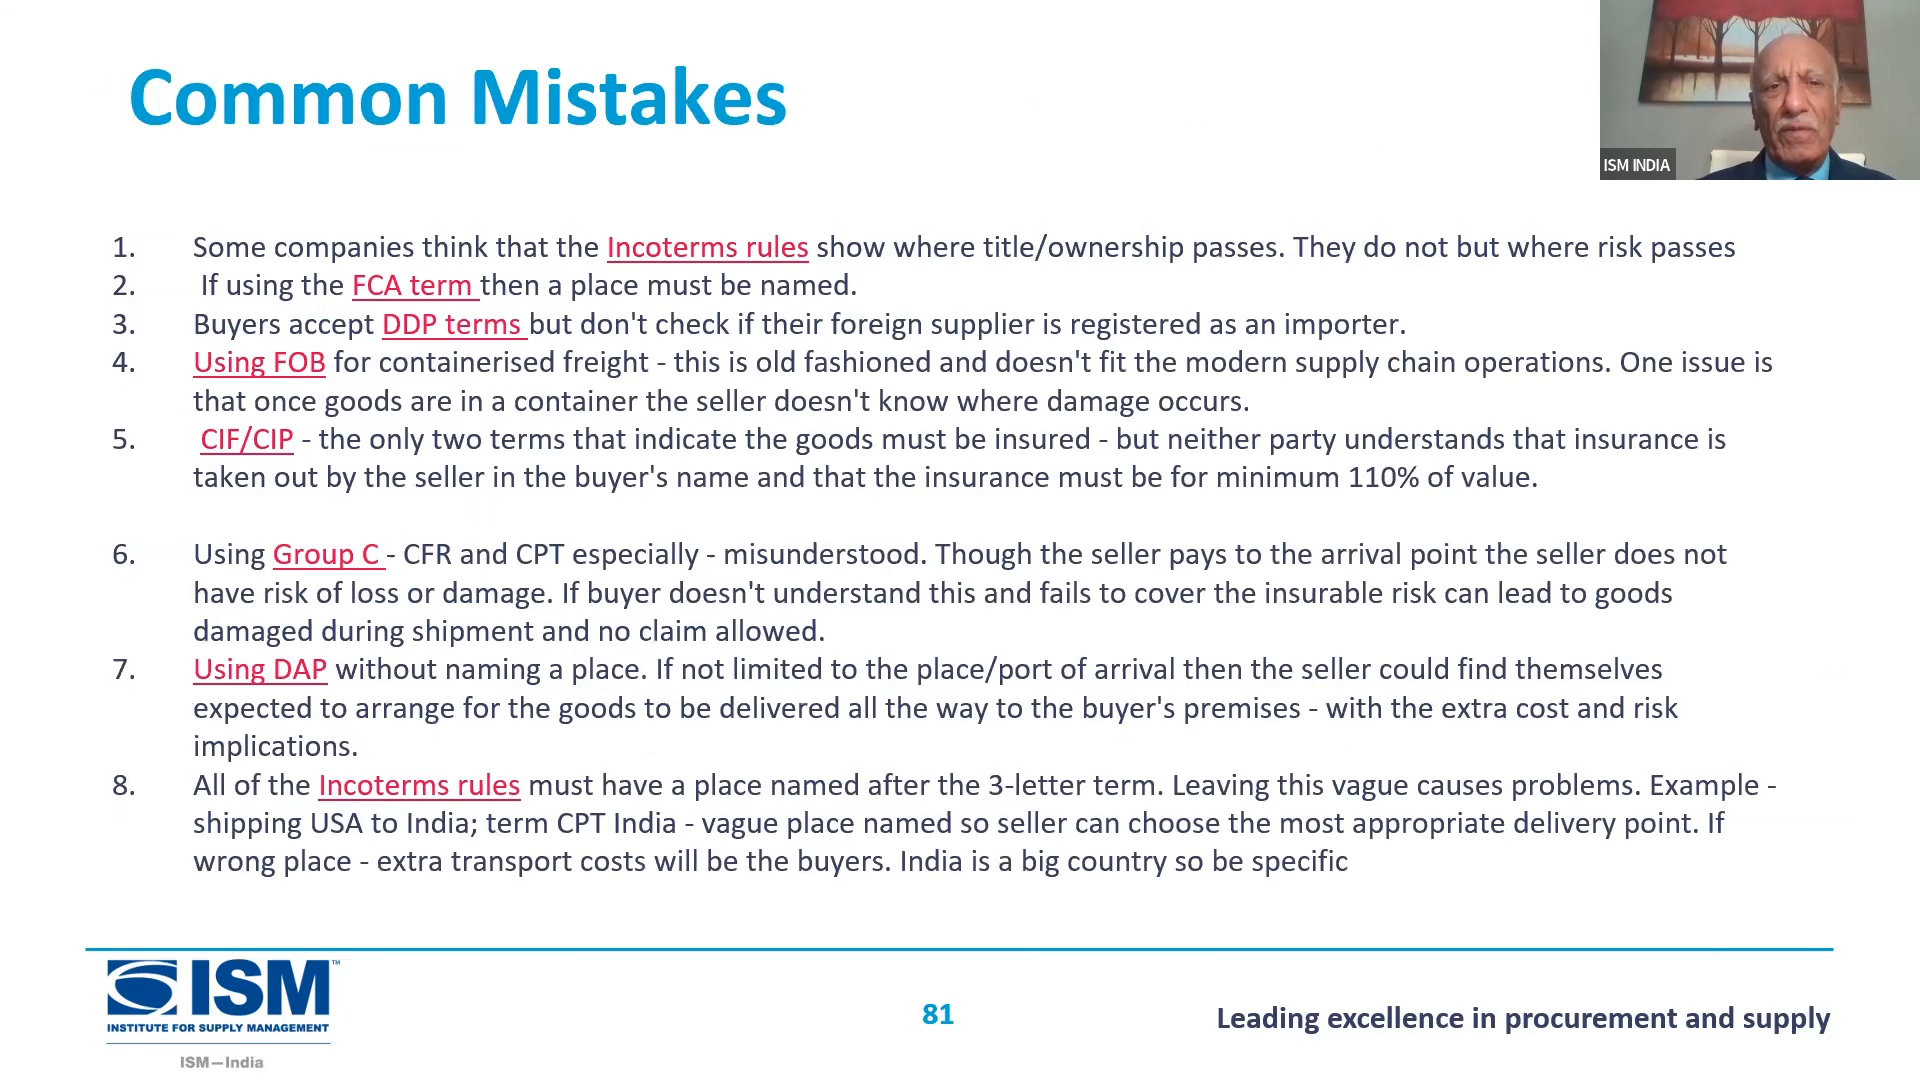 Common Mistakes
ISM INDIA
1. Some companies think that the Incoterms rules show where title/ownership passes. They do not but where risk passes
2. If using the FCA term then a place must be named.
3. Buyers accept DDP terms but don't check if their foreign supplier is registered as an importer.
4. Using FOB for containerised freight - this is old fashioned and doesn't fit the modern supply chain operations. One issue is
that once goods are in a container the seller doesn't know where damage occurs.
5. CIF/CIP - the only two terms that indicate the goods must be insured - but neither party understands that insurance is
taken out by the seller in the buyer's name and that the insurance must be for minimum 110% of value.
6. Using Group C - CFR and CPT especially - misunderstood. Though the seller pays to the arrival point the seller does not
have risk of loss or damage. If buyer doesn't understand this and fails to cover the insurable risk can lead to goods
damaged during shipment and no claim allowed.
7. Using DAP without naming a place. If not limited to the place/port of arrival then the seller could find themselves
expected to arrange for the goods to be delivered all the way to the buyer's premises - with the extra cost and risk
implications.
8. All of the Incoterms rules must have a place named after the 3-letter term. Leaving this vague causes problems. Example -
shipping USA to India; term CPT India - vague place named so seller can choose the most appropriate delivery point. If
wrong place - extra transport costs will be the buyers. India is a big country so be specific
ISM™
INSTITUTE FOR SUPPLY MANAGEMENT
ISM—India
81
Leading excellence in procurement and supply